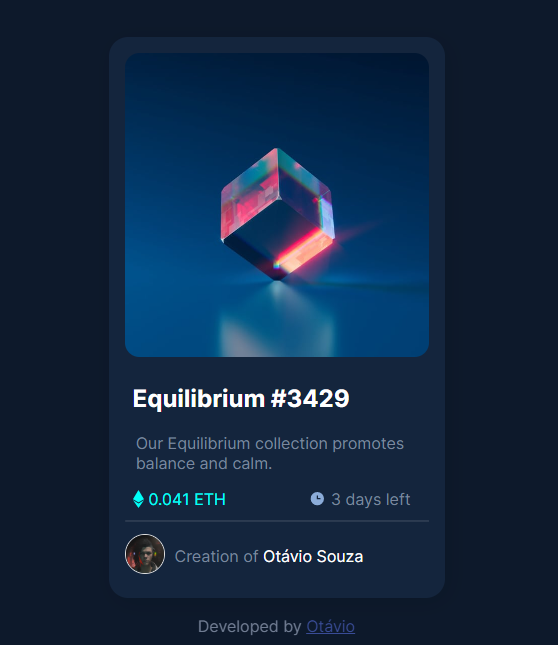 Equilibrium #3429
Our Equilibrium collection promotes
balance and calm.
0.041 ETH
3 days left
Creation of Otávio Souza
Developed by Otávio